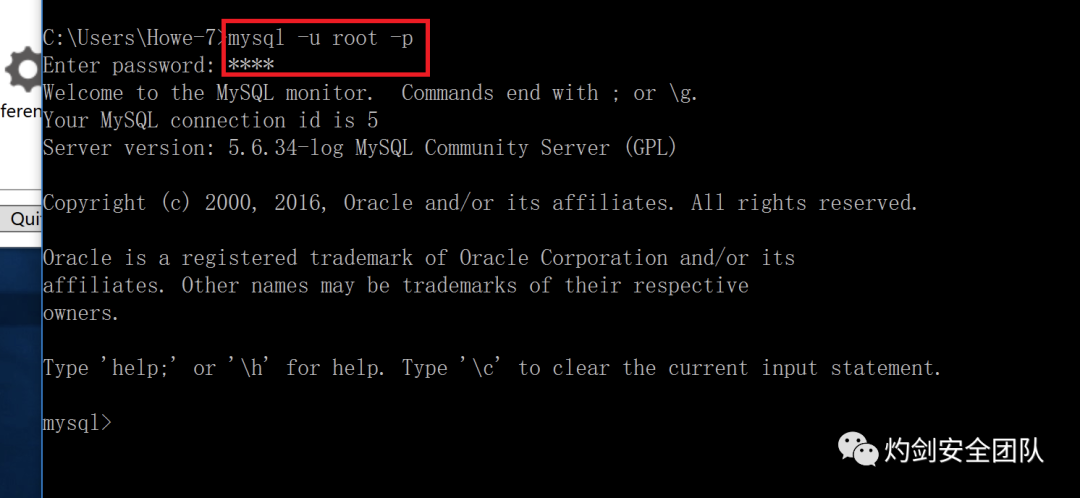 C:\Users\Howe-7>mysql -u root -p
Enter password: ****
Welcome to the MySQL monitor.  Commands end with ; or \g.
Your MySQL connection id is 5
Server version: 5.6.34-log MySQL Community Server (GPL)
Copyright (c) 2000, 2016, Oracle and/or its affiliates. All rights reserved.
Oracle is a registered trademark of Oracle Corporation and/or its
affiliates. Other names may be trademarks of their respective
owners.
Type 'help;' or '\h' for help. Type '\c' to clear the current input statement.
mysql>
feren
Qui
灼剑安全团队